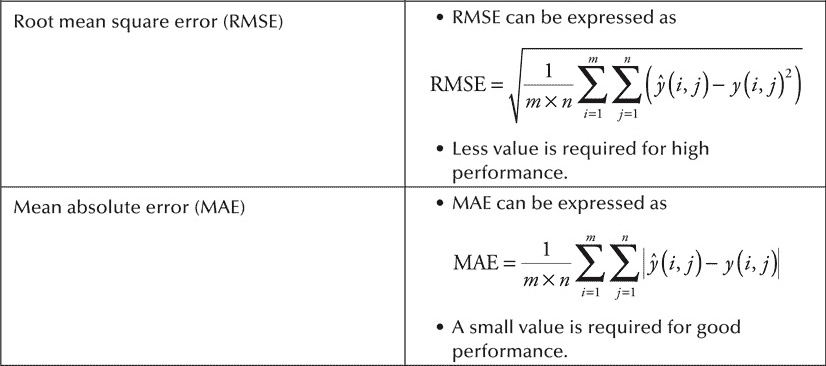 Root mean square error (RMSE)
• RMSE can be expressed as
RMSE = √( 1/(m × n) ∑_{i=1}^{m} ∑_{j=1}^{n} (ŷ(i, j) − y(i, j)²) )
• Less value is required for high
performance.
Mean absolute error (MAE)
• MAE can be expressed as
MAE = 1/(m × n) ∑_{i=1}^{m} ∑_{j=1}^{n} |ŷ(i, j) − y(i, j)|
• A small value is required for good
performance.